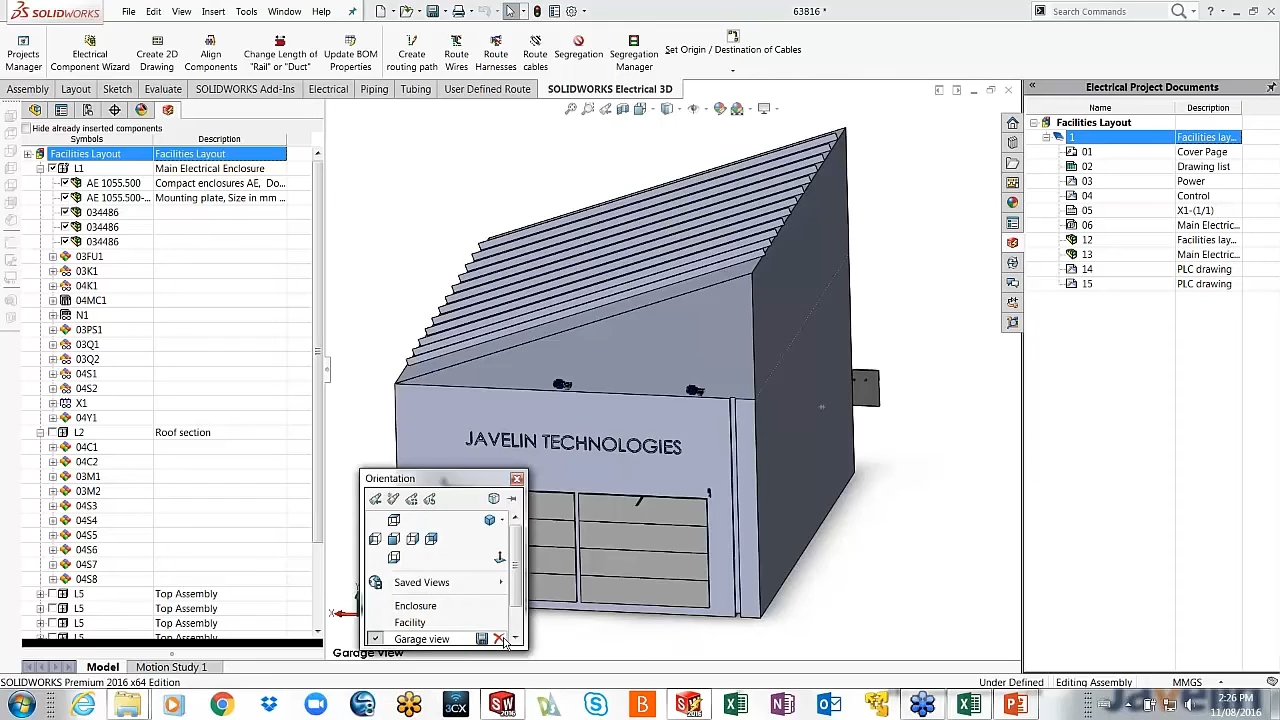 SOLIDWORKS File Edit View Insert Tools Window Help 63816 * Search Commands
Projects Manager
Electrical Component Wizard
Create 2D Drawing
Align Components
Change Length of "Rail" or "Duct"
Update BOM Properties
Create routing path
Route Wires
Route Harnesses
Route cables
Segregation
Segregation Manager
Set Origin / Destination of Cables
Assembly Layout Sketch Evaluate SOLIDWORKS Add-Ins Electrical Piping Tubing User Defined Route SOLIDWORKS Electrical 3D
Hide already inserted components
Symbols Description
Facilities Layout Facilities Layout
L1 Main Electrical Enclosure
AE 1055.500 Compact enclosures AE, Do...
AE 1055.500-... Mounting plate, Size in mm ...
034486
034486
034486
03FU1
03K1
04K1
04MC1
N1
03PS1
03Q1
03Q2
04S1
04S2
X1
04Y1
L2 Roof section
04C1
04C2
03M1
03M2
04S3
04S4
04S5
04S6
04S7
04S8
L5 Top Assembly
L5 Top Assembly
L5 Top Assembly
L5 Top Assembly
JAVELIN TECHNOLOGIES
Orientation
Saved Views
Enclosure
Facility
Garage view
X
Garage View
Electrical Project Documents
Name Description
Facilities Layout
1 Facilities lay...
01 Cover Page
02 Drawing list
03 Power
04 Control
05 X1-(1/1)
06 Main Electric...
12 Facilities lay...
13 Main Electric...
14 PLC drawing
15 PLC drawing
Model Motion Study 1
SOLIDWORKS Premium 2016 x64 Edition Under Defined Editing Assembly MMGS
2:26 PM
11/08/2016